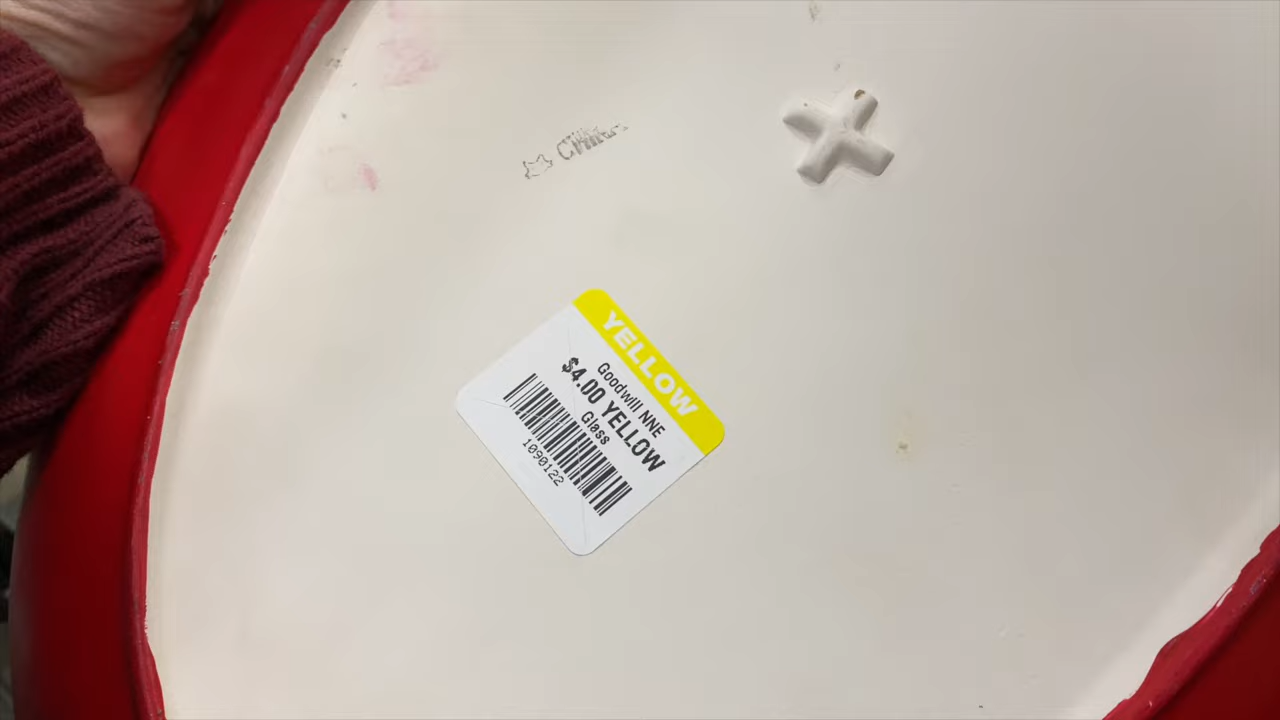 YELLOW
Goodwill NNE
$4.00 YELLOW
Glass
1090122